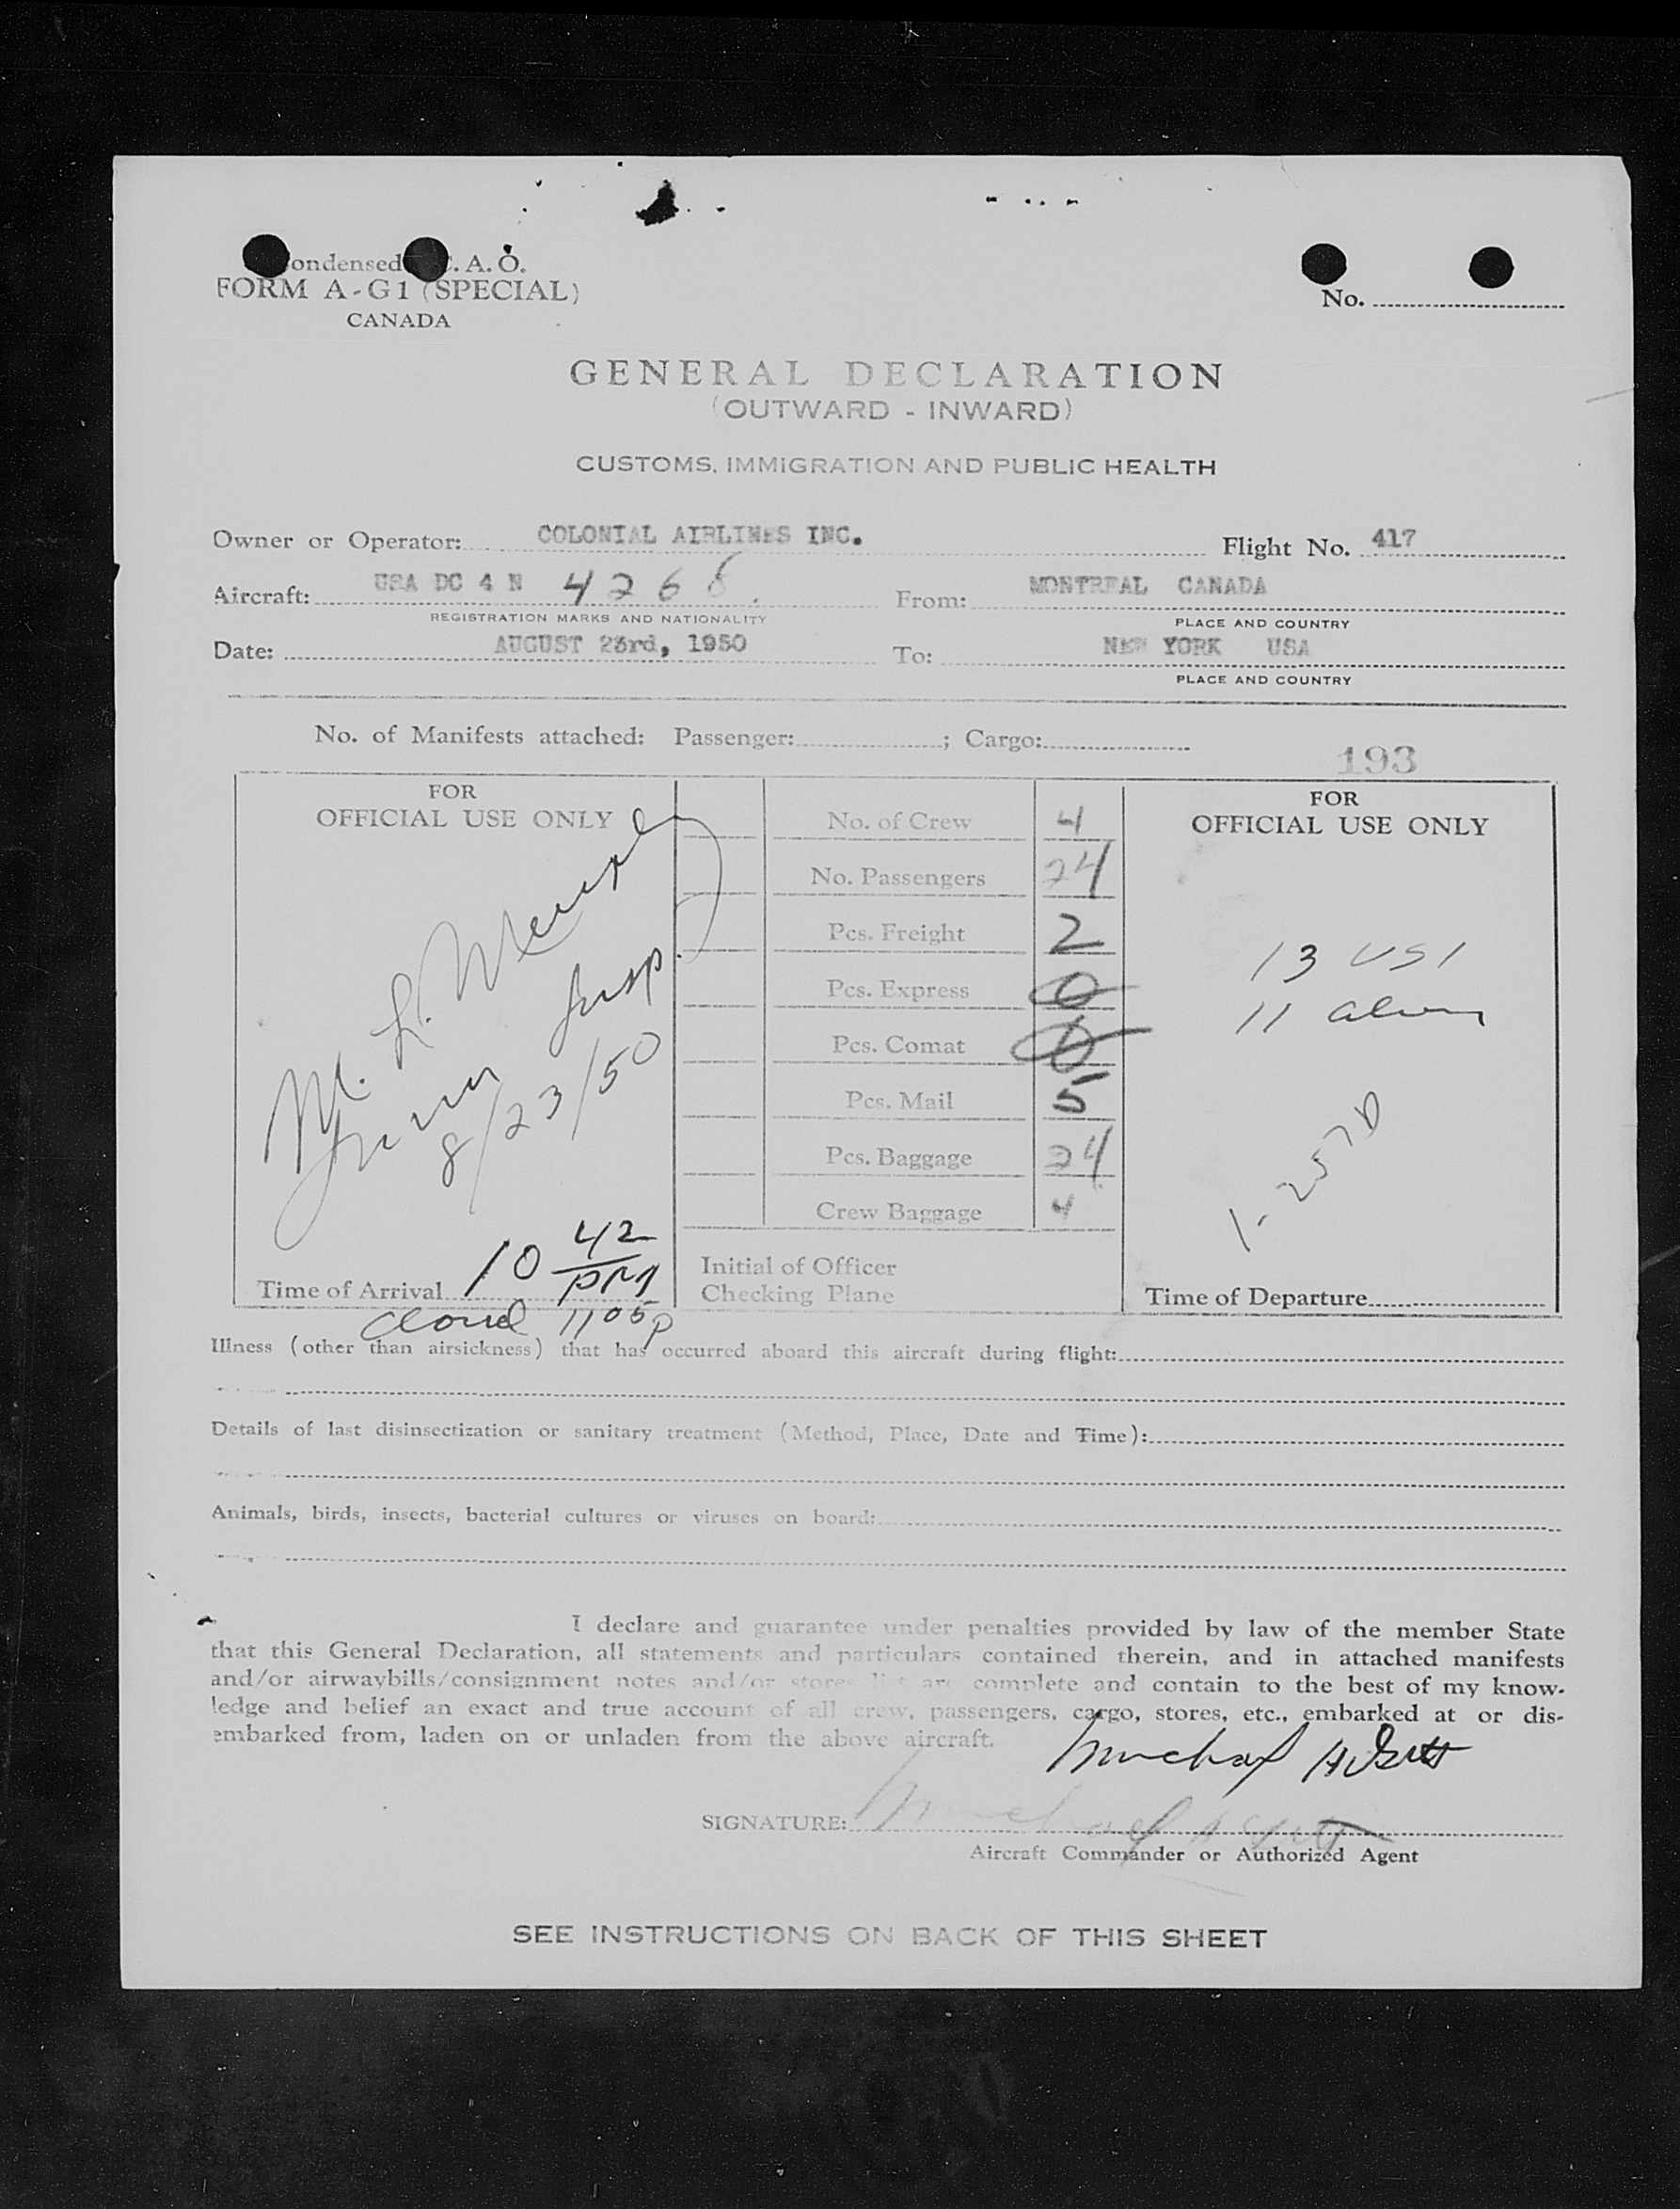 ondensed .A.O.
FORM A-G1 (SPECIAL)
CANADA
No.
GENERAL DECLARATION
(OUTWARD - INWARD)
CUSTOMS, IMMIGRATION AND PUBLIC HEALTH
Owner or Operator: COLONIAL AIRLINES INC. Flight No. 417
Aircraft: USA DC 4 N 4266. From: MONTREAL CANADA
REGISTRATION MARKS AND NATIONALITY PLACE AND COUNTRY
Date: AUGUST 23rd, 1950 To: NEW YORK USA
PLACE AND COUNTRY
No. of Manifests attached: Passenger: ; Cargo:
193
FOR
OFFICIAL USE ONLY
M. L.
Insp.
8/23/50
Time of Arrival 10 42 PM
1105p
No. of Crew 4
No. Passengers 24
Pcs. Freight 2
Pcs. Express 0
Pcs. Comat 0
Pcs. Mail 5
Pcs. Baggage 24
Crew Baggage 4
Initial of Officer
Checking Plane
FOR
OFFICIAL USE ONLY
13 USI
11 alien
1-257D
Time of Departure
Illness (other than airsickness) that has occurred aboard this aircraft during flight:
Details of last disinsectization or sanitary treatment (Method, Place, Date and Time):
Animals, birds, insects, bacterial cultures or viruses on board:
I declare and guarantee under penalties provided by law of the member State
that this General Declaration, all statements and particulars contained therein, and in attached manifests
and/or airwaybills/consignment notes and/or stores list are complete and contain to the best of my know-
ledge and belief an exact and true account of all crew, passengers, cargo, stores, etc., embarked at or dis-
embarked from, laden on or unladen from the above aircraft.
SIGNATURE:
Aircraft Commander or Authorized Agent
SEE INSTRUCTIONS ON BACK OF THIS SHEET